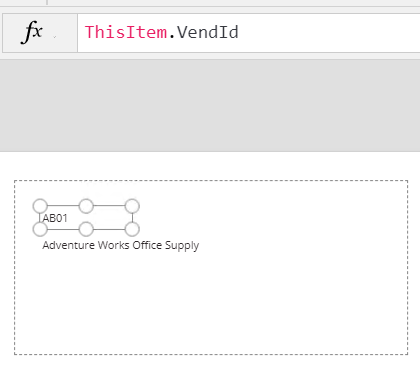 fx
ThisItem.VendId
AB01
Adventure Works Office Supply